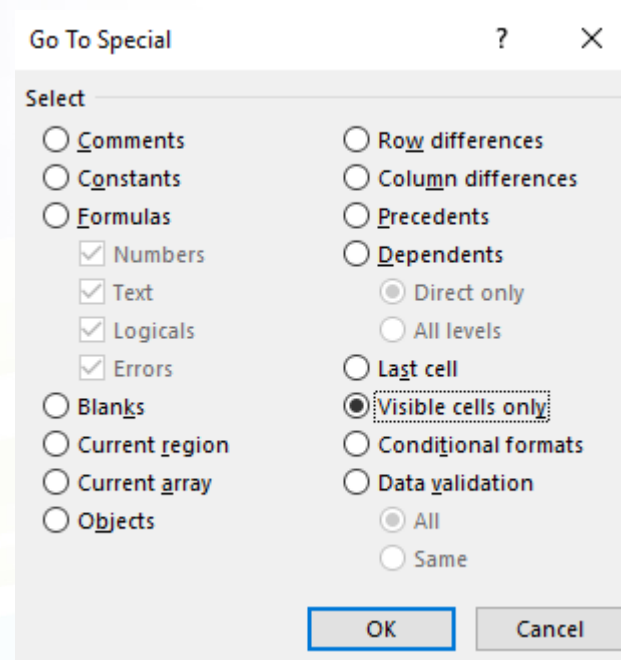 Go To Special ? ×
Select
Comments
Constants
Formulas
Numbers
Text
Logicals
Errors
Blanks
Current region
Current array
Objects
Row differences
Column differences
Precedents
Dependents
Direct only
All levels
Last cell
Visible cells only
Conditional formats
Data validation
All
Same
OK Cancel